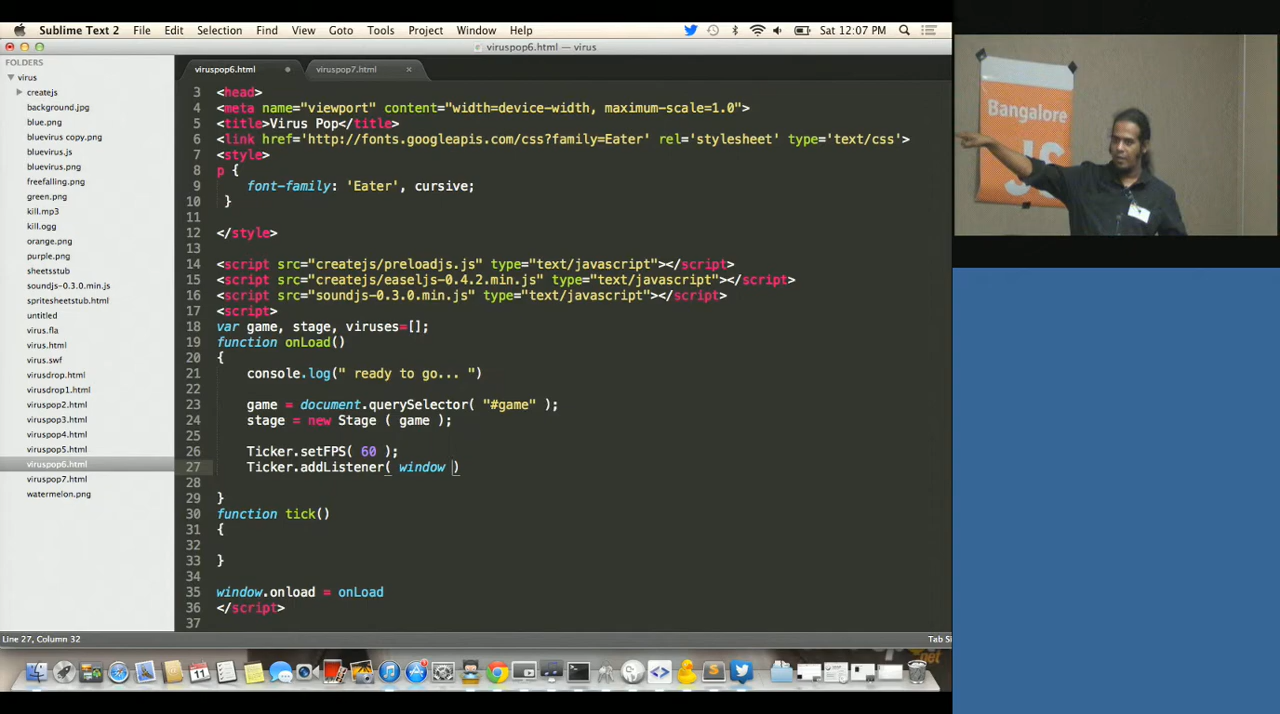 Sublime Text 2 File Edit Selection Find View Goto Tools Project Window Help Sat 12:07 PM
viruspop6.html — virus
FOLDERS
virus
createjs
background.jpg
blue.png
bluevirus copy.png
bluevirus.js
bluevirus.png
freefalling.png
green.png
kill.mp3
kill.ogg
orange.png
purple.png
sheetsstub
soundjs-0.3.0.min.js
spritesheetstub.html
untitled
virus.fla
virus.html
virus.swf
virusdrop.html
virusdrop1.html
viruspop2.html
viruspop3.html
viruspop4.html
viruspop5.html
viruspop6.html
viruspop7.html
watermelon.png
viruspop6.html viruspop7.html
3 <head>
4 <meta name="viewport" content="width=device-width, maximum-scale=1.0">
5 <title>Virus Pop</title>
6 <link href='http://fonts.googleapis.com/css?family=Eater' rel='stylesheet' type='text/css'>
7 <style>
8 p {
9 font-family: 'Eater', cursive;
10 }
11
12 </style>
13
14 <script src="createjs/preloadjs.js" type="text/javascript"></script>
15 <script src="createjs/easeljs-0.4.2.min.js" type="text/javascript"></script>
16 <script src="soundjs-0.3.0.min.js" type="text/javascript"></script>
17 <script>
18 var game, stage, viruses=[];
19 function onLoad()
20 {
21 console.log(" ready to go... ")
22
23 game = document.querySelector( "#game" );
24 stage = new Stage ( game );
25
26 Ticker.setFPS( 60 );
27 Ticker.addListener( window )
28
29 }
30 function tick()
31 {
32
33 }
34
35 window.onload = onLoad
36 </script>
37
Line 27, Column 32 Tab Si
Bangalore
JS